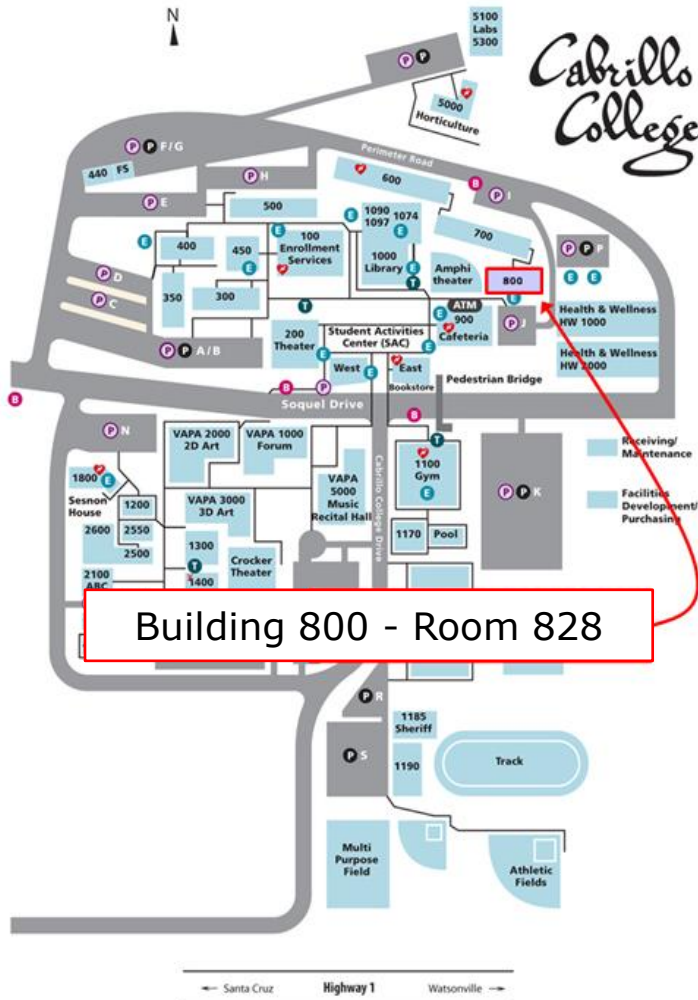 N
5100
Labs
5300
Cabrillo
College
P P
5000
Horticulture
Perimeter Road
P P F/G
440 FS
P H
600
B
P I
P E
500
1090
1097
1074
700
E
400
450
E
100
Enrollment
Services
E
E
E
P P P
E E
P D
P C
350
300
1000
Library
E
T
Amphi
theater
800
E
T
ATM
E
900
Cafeteria
P J
Health & Wellness
HW 1000
P P A/B
200
Theater
Student Activities
Center (SAC)
E
E
Health & Wellness
HW 2000
West
E
East
Bookstore
Pedestrian Bridge
B
B
P
Soquel Drive
B
P N
VAPA 2000
2D Art
VAPA 1000
Forum
Cabrillo College Drive
T
1100
Gym
E
Receiving/
Maintenance
1800
E
Sesnon
House
VAPA
5000
Music
Recital Hall
P P K
Facilities
Development/
Purchasing
1200
VAPA 3000
3D Art
2600
2550
2500
1300
1170
Pool
T
1400
Crocker
Theater
2100
ABC
Building 800 - Room 828
P R
1185
Sheriff
P S
1190
Track
Multi
Purpose
Field
Athletic
Fields
← Santa Cruz
Highway 1
Watsonville →